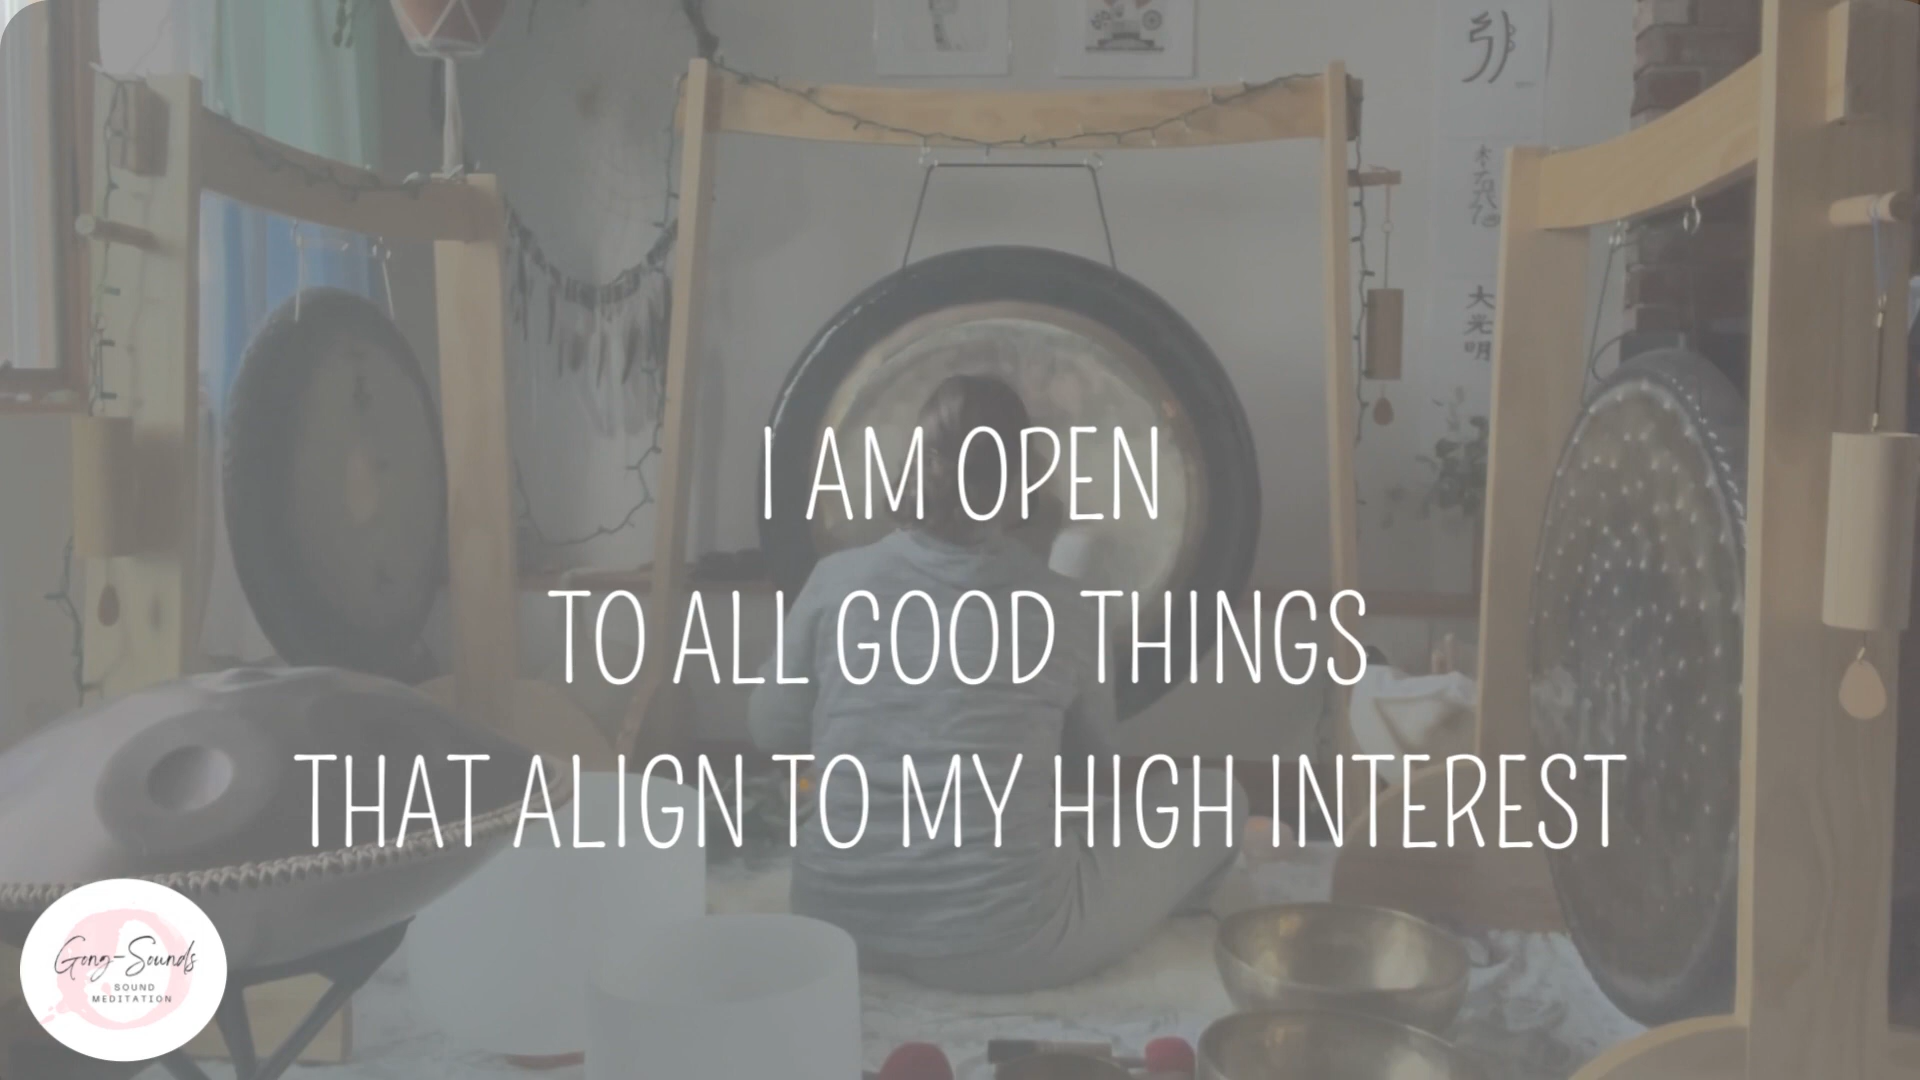 I AM OPEN
TO ALL GOOD THINGS
THAT ALIGN TO MY HIGH INTEREST
Gong-Sounds
SOUND
MEDITATION
大光明